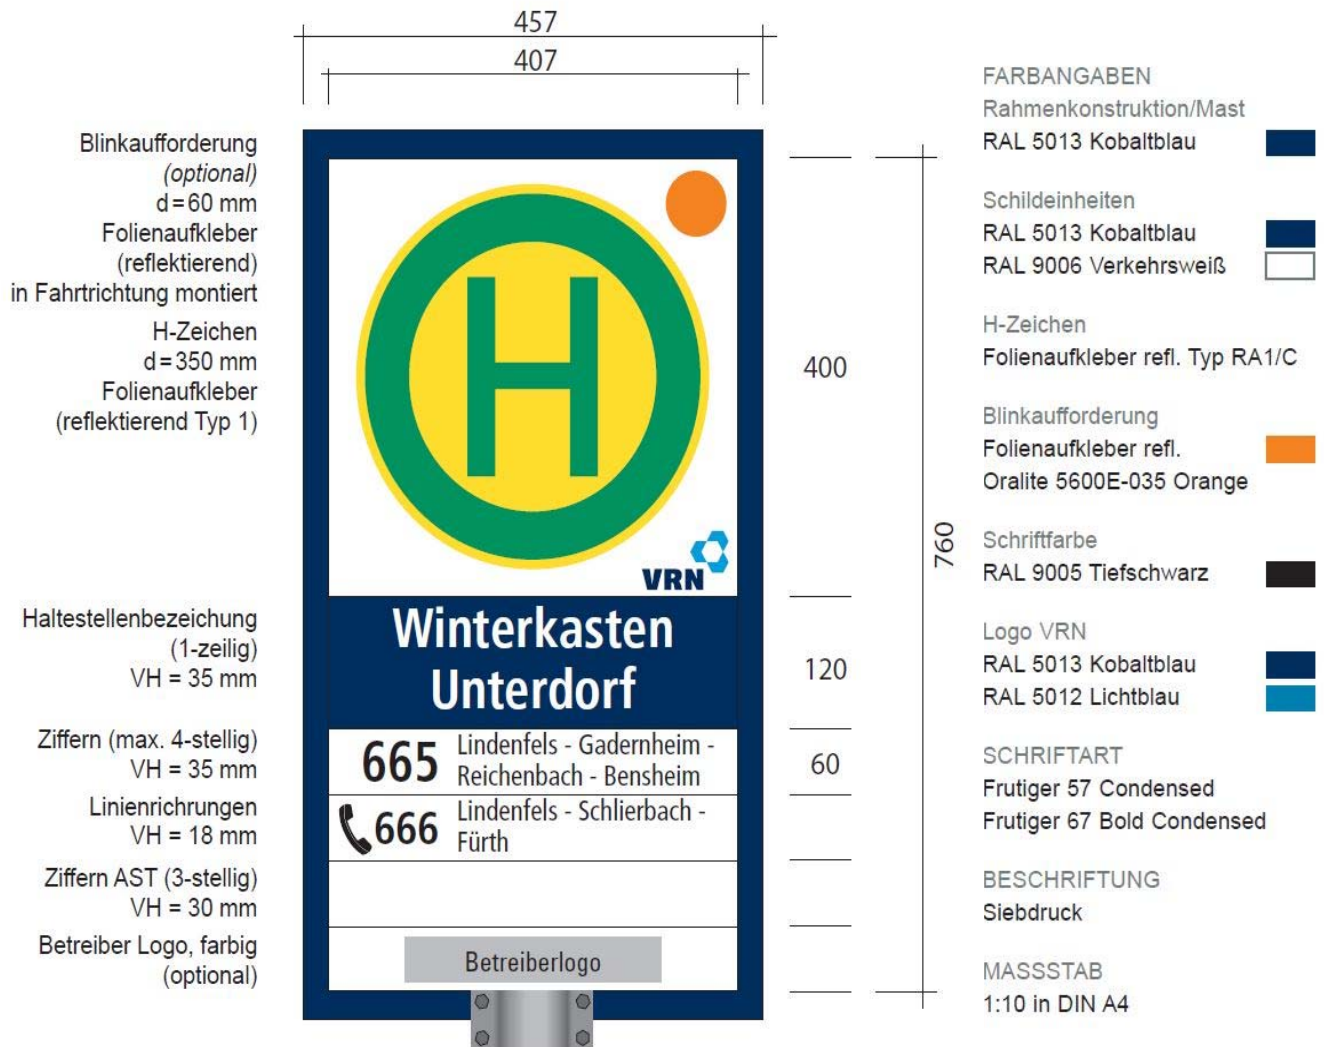 457
407
Blinkaufforderung
(optional)
d=60 mm
Folienaufkleber
(reflektierend)
in Fahrtrichtung montiert
H-Zeichen
d=350 mm
Folienaufkleber
(reflektierend Typ 1)
Haltestellenbezeichung
(1-zeilig)
VH = 35 mm
Ziffern (max. 4-stellig)
VH = 35 mm
Linienrichrungen
VH = 18 mm
Ziffern AST (3-stellig)
VH = 30 mm
Betreiber Logo, farbig
(optional)
H
VRN
Winterkasten
Unterdorf
665 Lindenfels - Gadernheim -
Reichenbach - Bensheim
666 Lindenfels - Schlierbach -
Fürth
Betreiberlogo
400
120
60
760
FARBANGABEN
Rahmenkonstruktion/Mast
RAL 5013 Kobaltblau
Schildeinheiten
RAL 5013 Kobaltblau
RAL 9006 Verkehrsweiß
H-Zeichen
Folienaufkleber refl. Typ RA1/C
Blinkaufforderung
Folienaufkleber refl.
Oralite 5600E-035 Orange
Schriftfarbe
RAL 9005 Tiefschwarz
Logo VRN
RAL 5013 Kobaltblau
RAL 5012 Lichtblau
SCHRIFTART
Frutiger 57 Condensed
Frutiger 67 Bold Condensed
BESCHRIFTUNG
Siebdruck
MASSSTAB
1:10 in DIN A4